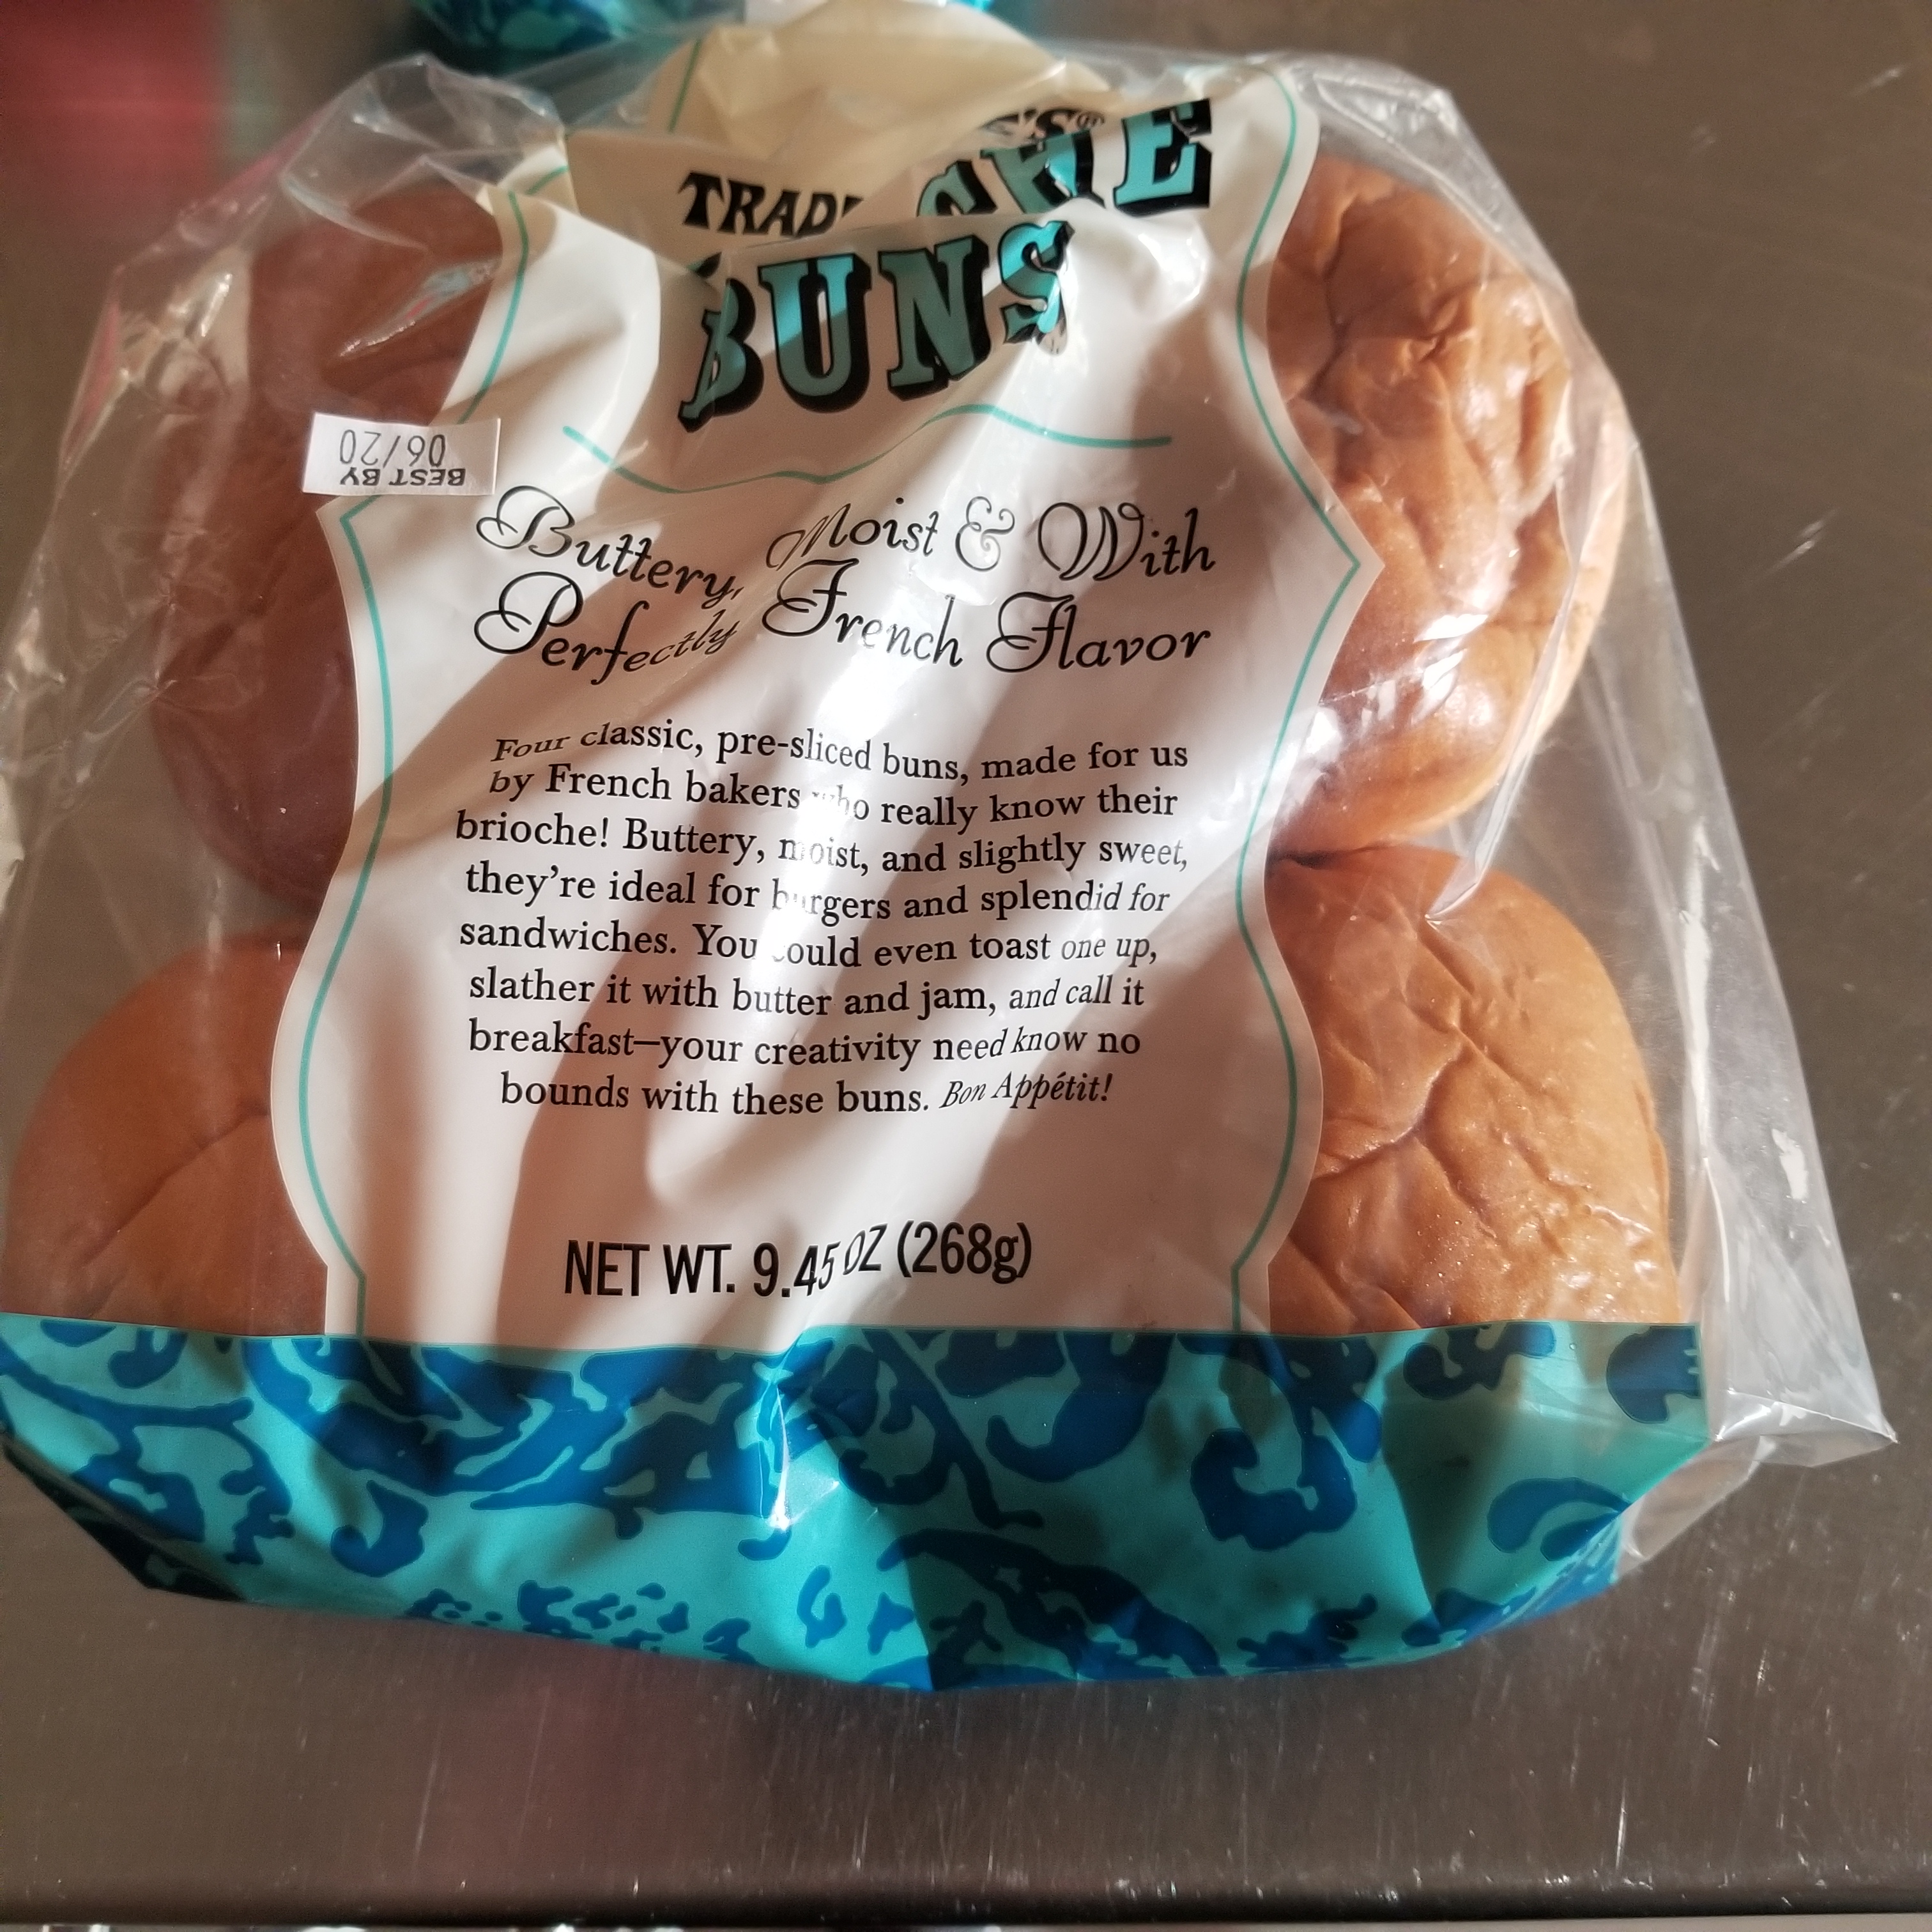 BUNS
BEST BY
06/20
Buttery, Moist & With
Perfectly French Flavor
Four classic, pre-sliced buns, made for us
by French bakers who really know their
brioche! Buttery, moist, and slightly sweet,
they're ideal for burgers and splendid for
sandwiches. You could even toast one up,
slather it with butter and jam, and call it
breakfast—your creativity need know no
bounds with these buns. Bon Appétit!
NET WT. 9.45 OZ (268g)